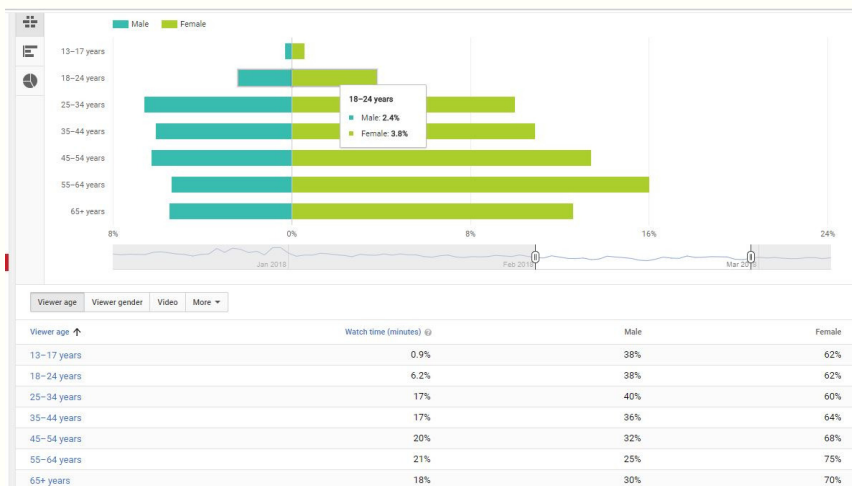 Male Female
13–17 years
18–24 years
25–34 years
35–44 years
45–54 years
55–64 years
65+ years
18–24 years
Male: 2.4%
Female: 3.8%
8% 0% 8% 16% 24%
Jan 2018 Feb 2018 Mar 2018
Viewer age Viewer gender Video More
Viewer age Watch time (minutes) Male Female
13–17 years 0.9% 38% 62%
18–24 years 6.2% 38% 62%
25–34 years 17% 40% 60%
35–44 years 17% 36% 64%
45–54 years 20% 32% 68%
55–64 years 21% 25% 75%
65+ years 18% 30% 70%